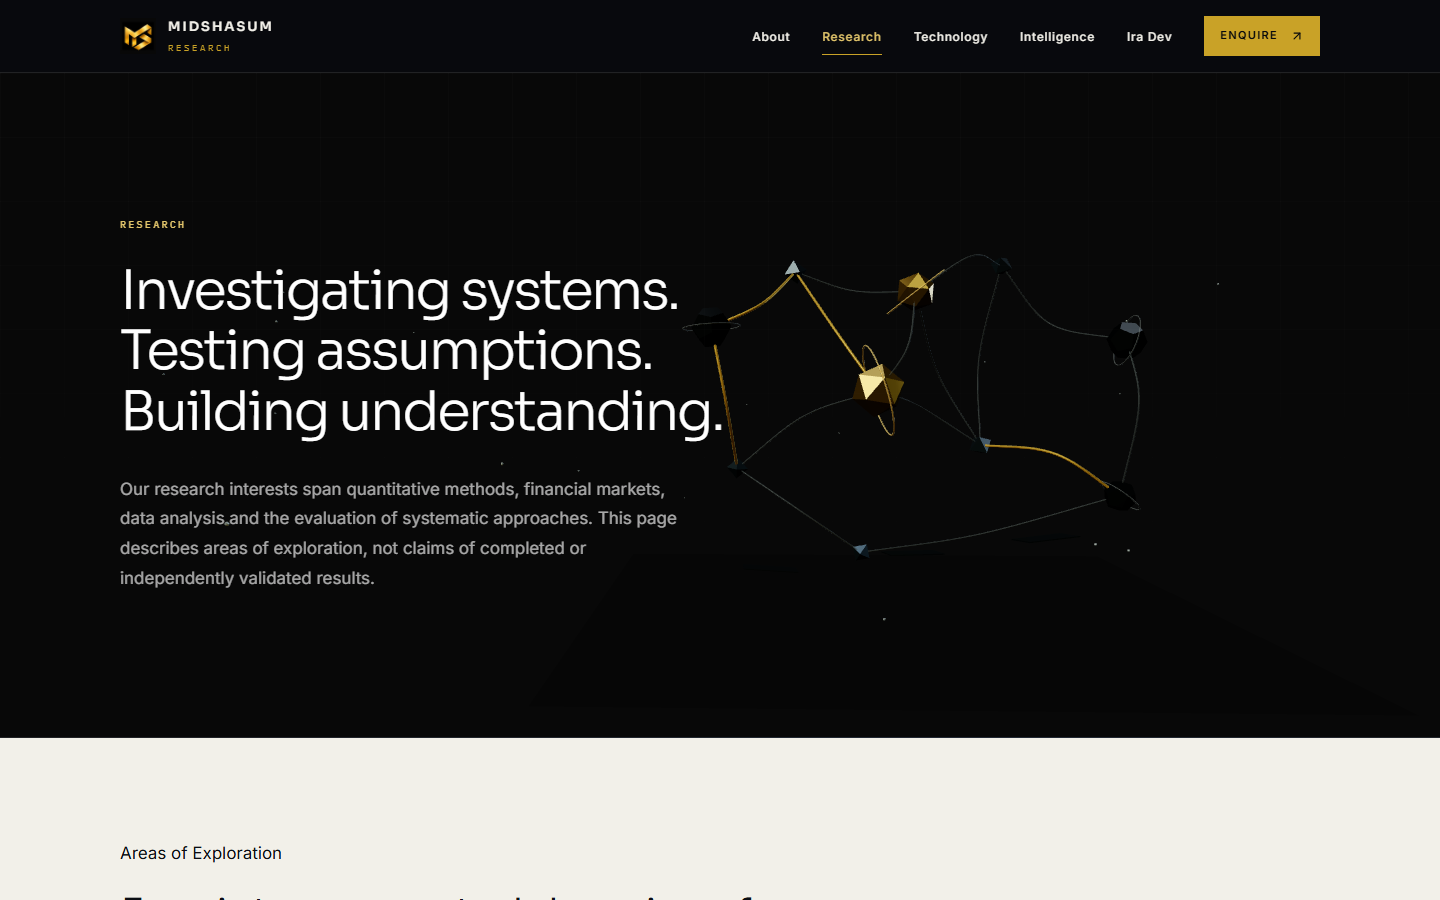 MIDSHASUM
RESEARCH
About
Research
Technology
Intelligence
Ira Dev
ENQUIRE
RESEARCH
Investigating systems.
Testing assumptions.
Building understanding.
Our research interests span quantitative methods, financial markets,
data analysis and the evaluation of systematic approaches. This page
describes areas of exploration, not claims of completed or
independently validated results.
Areas of Exploration